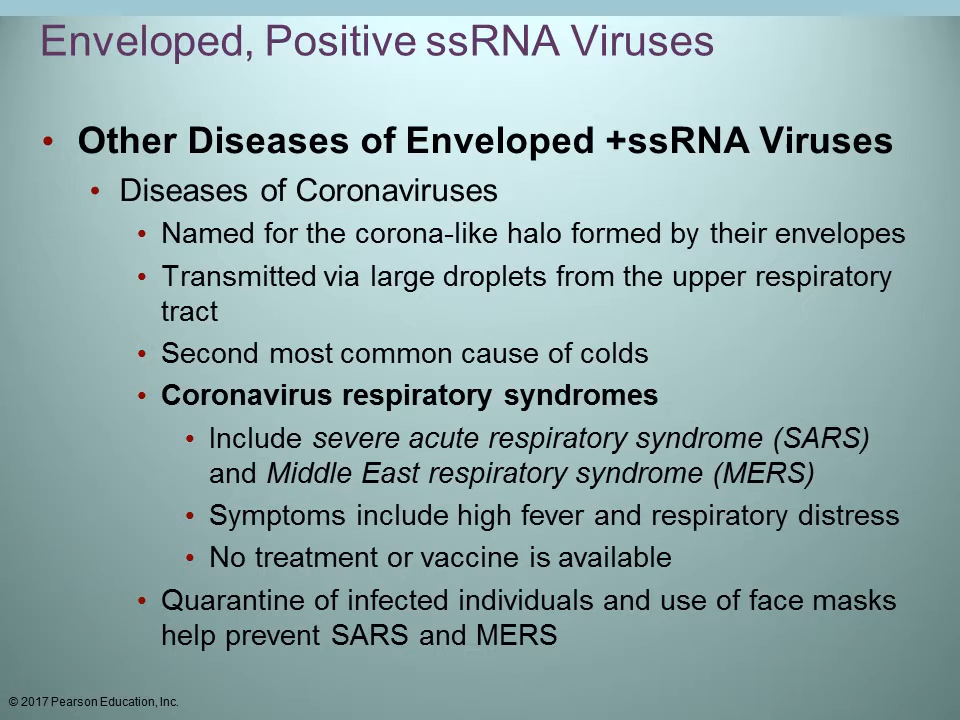 Enveloped, Positive ssRNA Viruses
• Other Diseases of Enveloped +ssRNA Viruses
• Diseases of Coronaviruses
• Named for the corona-like halo formed by their envelopes
• Transmitted via large droplets from the upper respiratory
tract
• Second most common cause of colds
• Coronavirus respiratory syndromes
• Include severe acute respiratory syndrome (SARS)
and Middle East respiratory syndrome (MERS)
• Symptoms include high fever and respiratory distress
• No treatment or vaccine is available
• Quarantine of infected individuals and use of face masks
help prevent SARS and MERS
© 2017 Pearson Education, Inc.